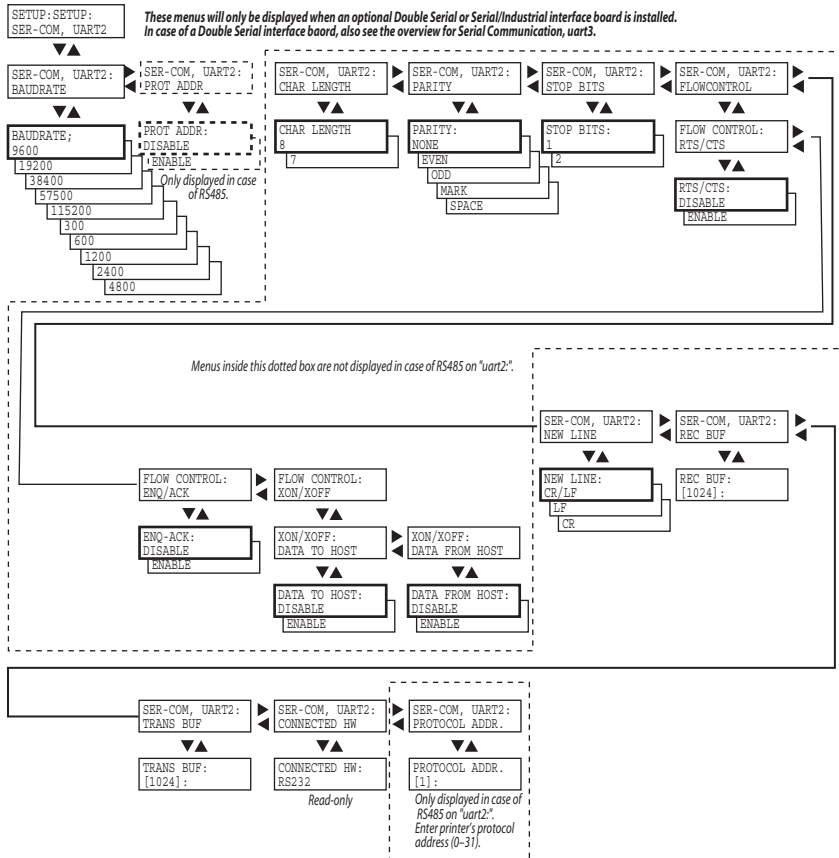 SETUP:SETUP:
SER-COM, UART2
These menus will only be displayed when an optional Double Serial or Serial/Industrial interface board is installed.
In case of a Double Serial interface baord, also see the overview for Serial Communication, uart3.
SER-COM, UART2:
BAUDRATE
SER-COM, UART2:
PROT ADDR
SER-COM, UART2:
CHAR LENGTH
SER-COM, UART2:
PARITY
SER-COM, UART2:
STOP BITS
SER-COM, UART2:
FLOWCONTROL
BAUDRATE;
9600
19200
38400
57500
115200
300
600
1200
2400
4800
PROT ADDR:
DISABLE
ENABLE
Only displayed in case
of RS485.
CHAR LENGTH
8
7
PARITY:
NONE
EVEN
ODD
MARK
SPACE
STOP BITS:
1
2
FLOW CONTROL:
RTS/CTS
RTS/CTS:
DISABLE
ENABLE
Menus inside this dotted box are not displayed in case of RS485 on "uart2:".
SER-COM, UART2:
NEW LINE
SER-COM, UART2:
REC BUF
NEW LINE:
CR/LF
LF
CR
REC BUF:
[1024]:
FLOW CONTROL:
ENQ/ACK
FLOW CONTROL:
XON/XOFF
ENQ-ACK:
DISABLE
ENABLE
XON/XOFF:
DATA TO HOST
XON/XOFF:
DATA FROM HOST
DATA TO HOST:
DISABLE
ENABLE
DATA FROM HOST:
DISABLE
ENABLE
SER-COM, UART2:
TRANS BUF
SER-COM, UART2:
CONNECTED HW
SER-COM, UART2:
PROTOCOL ADDR.
TRANS BUF:
[1024]:
CONNECTED HW:
RS232
Read-only
PROTOCOL ADDR.
[1]:
Only displayed in case of
RS485 on "uart2:".
Enter printer's protocol
address (0–31).